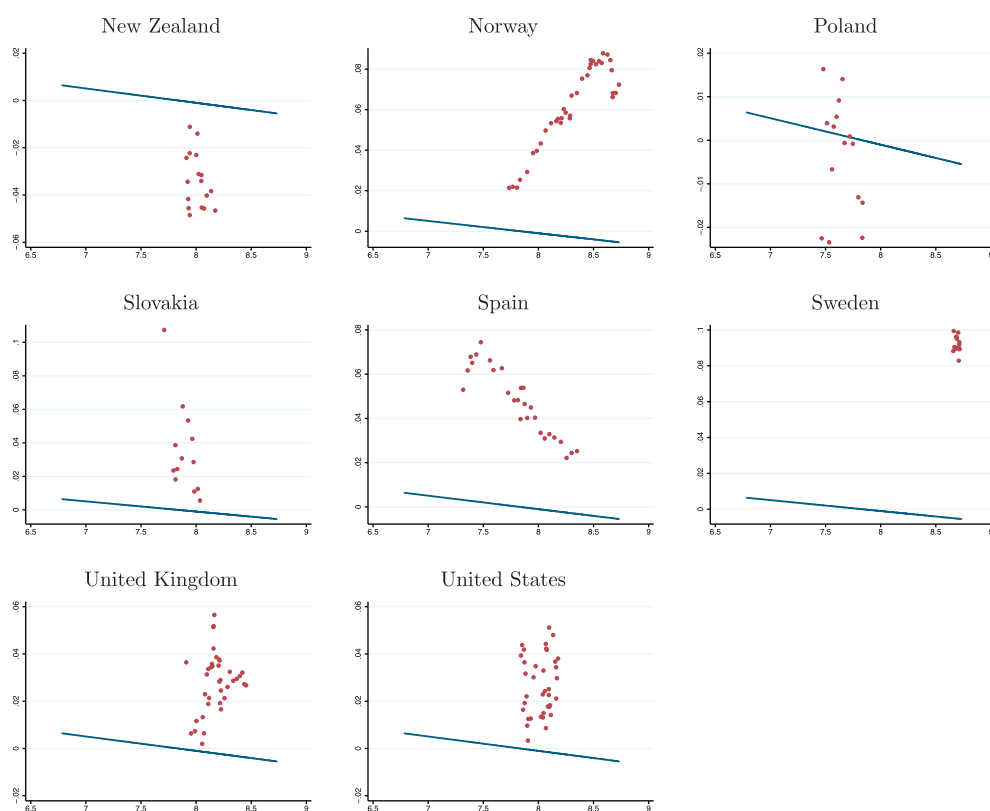 New Zealand Norway Poland
.02 0 -.02 -.04 -.06
6.5 7 7.5 8 8.5 9
.08 .06 .04 .02 0
6.5 7 7.5 8 8.5 9
.02 .01 0 -.01 -.02
6.5 7 7.5 8 8.5 9
Slovakia Spain Sweden
.1 .08 .06 .04 .02 0
6.5 7 7.5 8 8.5 9
.08 .06 .04 .02 0
6.5 7 7.5 8 8.5 9
.1 .08 .06 .04 .02 0
6.5 7 7.5 8 8.5 9
United Kingdom United States
.06 .04 .02 0 -.02
6.5 7 7.5 8 8.5 9
.06 .04 .02 0 -.02
6.5 7 7.5 8 8.5 9